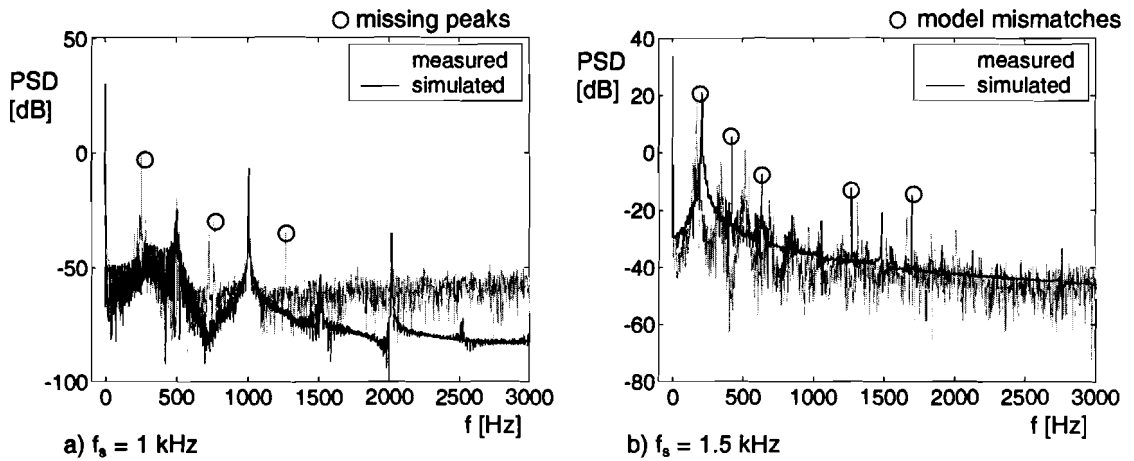 missing peaks
50
0
-50
-100
PSD
[dB]
measured
simulated
0 500 1000 1500 2000 2500 3000
f [Hz]
a) fs = 1 kHz
model mismatches
40
20
0
-20
-40
-60
-80
PSD
[dB]
measured
simulated
0 500 1000 1500 2000 2500 3000
f [Hz]
b) fs = 1.5 kHz